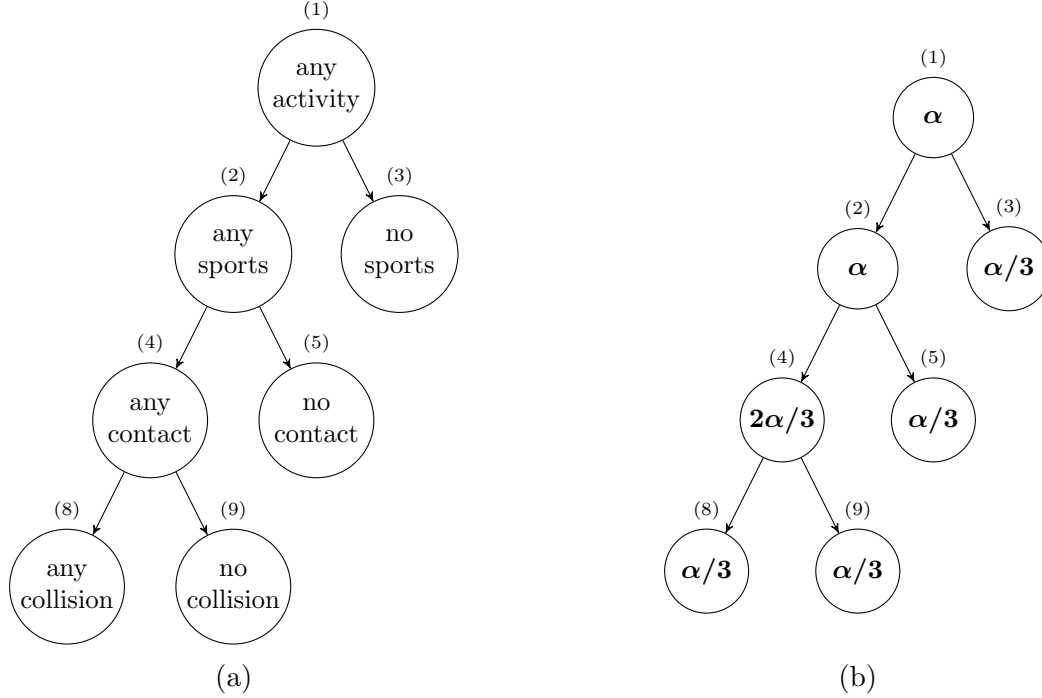 (1)
any
activity
(2)
(3)
any
sports
no
sports
(4)
(5)
any
contact
no
contact
(8)
(9)
any
collision
no
collision
(a)
(1)
α
(2)
(3)
α
α/3
(4)
(5)
2α/3
α/3
(8)
(9)
α/3
α/3
(b)